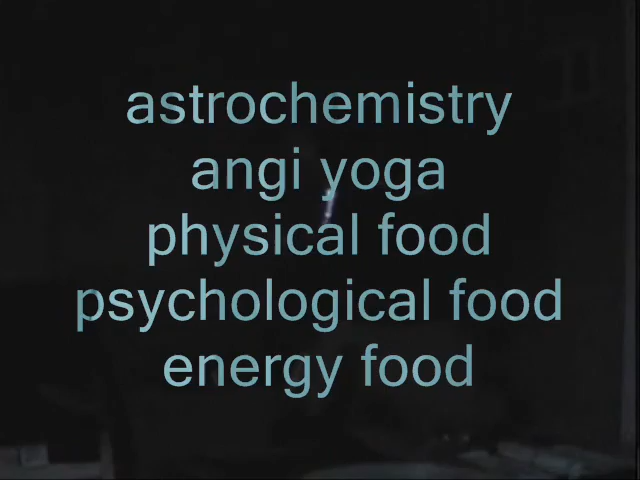 astrochemistry
angi yoga
physical food
psychological food
energy food